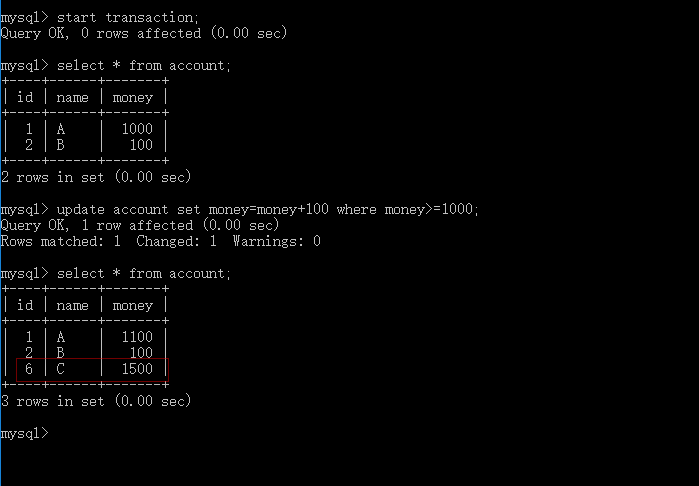 mysql> start transaction;
Query OK, 0 rows affected (0.00 sec)
mysql> select * from account;
+----+------+-------+
| id | name | money |
+----+------+-------+
|  1 | A    |  1000 |
|  2 | B    |   100 |
+----+------+-------+
2 rows in set (0.00 sec)
mysql> update account set money=money+100 where money>=1000;
Query OK, 1 row affected (0.00 sec)
Rows matched: 1  Changed: 1  Warnings: 0
mysql> select * from account;
+----+------+-------+
| id | name | money |
+----+------+-------+
|  1 | A    |  1100 |
|  2 | B    |   100 |
|  6 | C    |  1500 |
+----+------+-------+
3 rows in set (0.00 sec)
mysql>